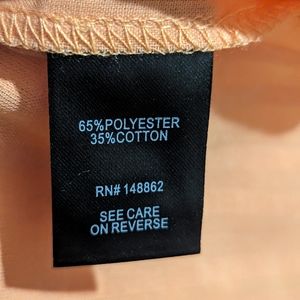 65%POLYESTER
35%COTTON
RN# 148862
SEE CARE
ON REVERSE